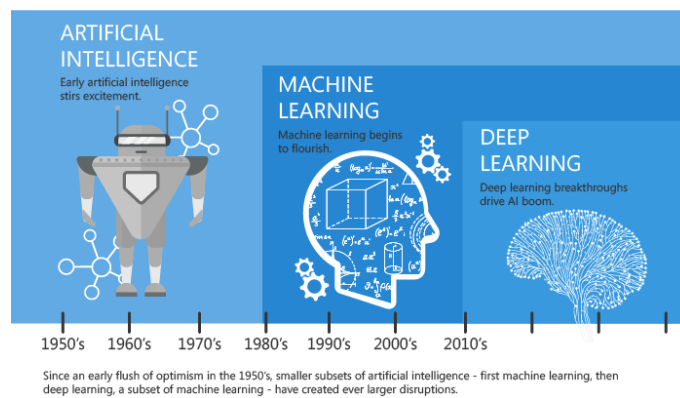 ARTIFICIAL
INTELLIGENCE
Early artificial intelligence
stirs excitement.
MACHINE
LEARNING
Machine learning begins
to flourish.
DEEP
LEARNING
Deep learning breakthroughs
drive AI boom.
1950's 1960's 1970's 1980's 1990's 2000's 2010's
Since an early flush of optimism in the 1950's, smaller subsets of artificial intelligence - first machine learning, then
deep learning, a subset of machine learning - have created ever larger disruptions.